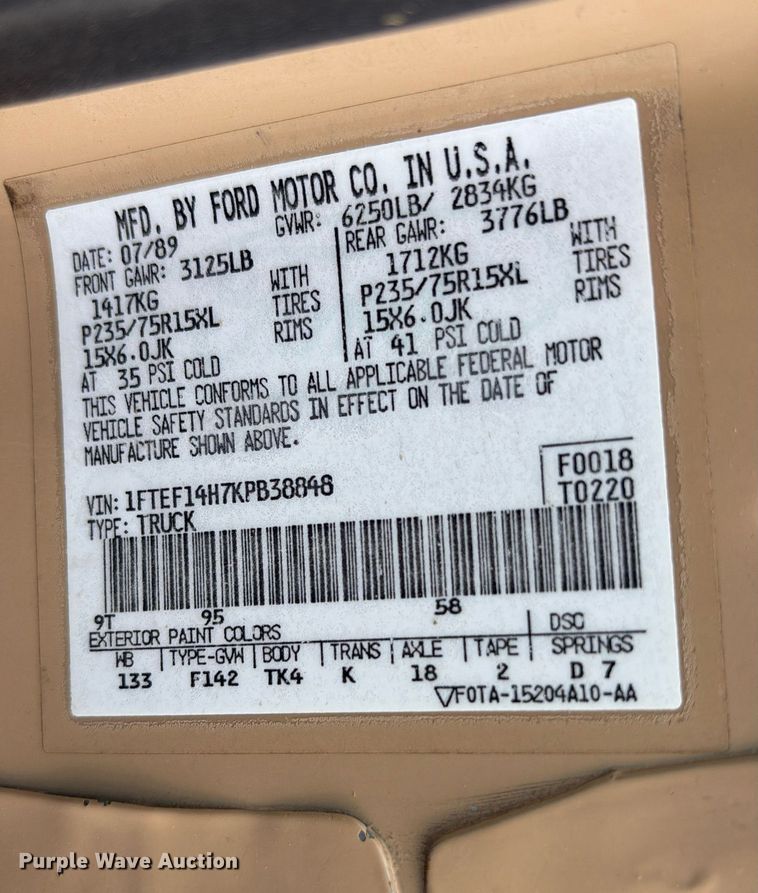 MFD. BY FORD MOTOR CO. IN U.S.A.
DATE: 07/89 GVWR: 6250LB/ 2834KG
FRONT GAWR: 3125LB
1417KG WITH
P235/75R15XL TIRES
15X6.0JK RIMS
AT 35 PSI COLD
REAR GAWR: 3776LB
1712KG WITH
P235/75R15XL TIRES
15X6.0JK RIMS
AT 41 PSI COLD
THIS VEHICLE CONFORMS TO ALL APPLICABLE FEDERAL MOTOR
VEHICLE SAFETY STANDARDS IN EFFECT ON THE DATE OF
MANUFACTURE SHOWN ABOVE.
VIN: 1FTEF14H7KPB38848
TYPE: TRUCK
F0018
T0220
9T 95 58
EXTERIOR PAINT COLORS DSO
WB TYPE-GVW BODY TRANS AXLE TAPE SPRINGS
133 F142 TK4 K 18 2 D 7
▽F0TA-15204A10-AA
Purple Wave Auction